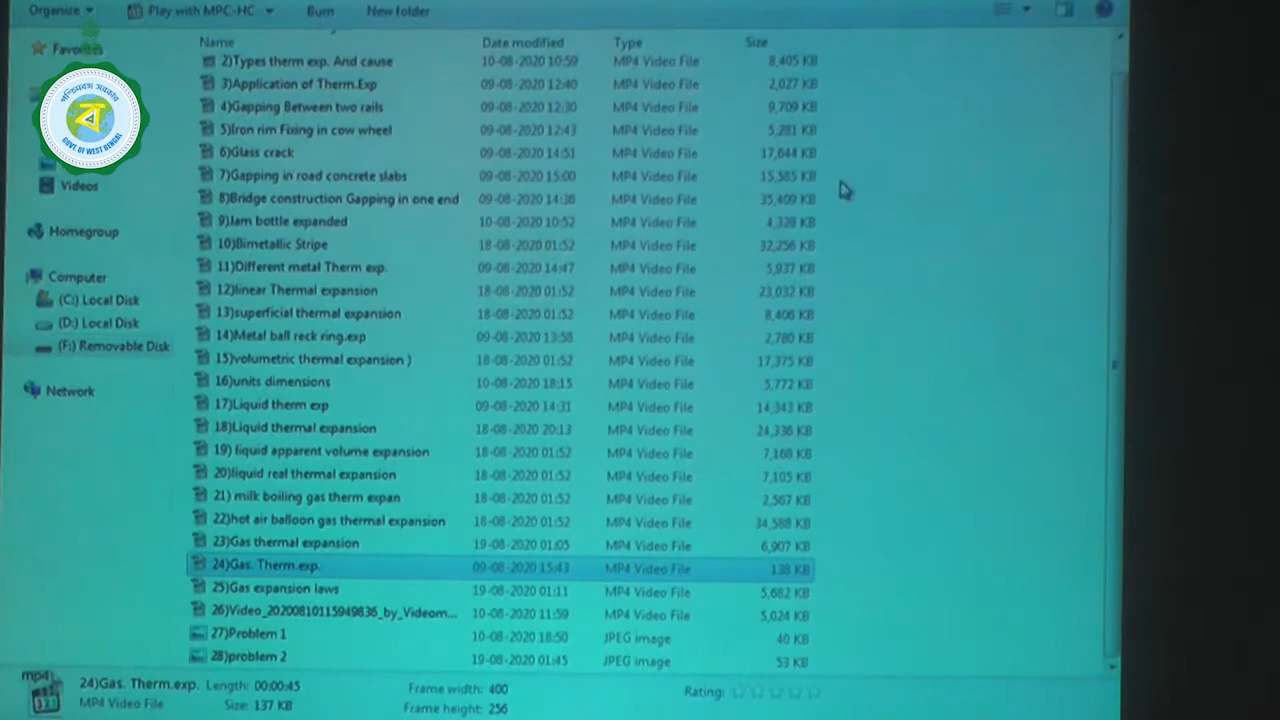 Organize Play with MPC-HC Burn New folder
Favorites
Videos
Homegroup
Computer
(C:) Local Disk
(D:) Local Disk
(F:) Removable Disk
Network
পশ্চিমবঙ্গ সরকার
ব
GOVT. OF WEST BENGAL
Name Date modified Type Size
2)Types therm exp. And cause 10-08-2020 10:59 MP4 Video File 8,405 KB
3)Application of Therm.Exp 09-08-2020 12:40 MP4 Video File 2,027 KB
4)Gapping Between two rails 09-08-2020 12:30 MP4 Video File 9,709 KB
5)Iron rim Fixing in cow wheel 09-08-2020 12:43 MP4 Video File 5,281 KB
6)Glass crack 09-08-2020 14:51 MP4 Video File 17,644 KB
7)Gapping in road concrete slabs 09-08-2020 15:00 MP4 Video File 15,585 KB
8)Bridge construction Gapping in one end 09-08-2020 14:36 MP4 Video File 35,409 KB
9)Jam bottle expanded 10-08-2020 10:52 MP4 Video File 4,328 KB
10)Bimetallic Stripe 18-08-2020 01:52 MP4 Video File 32,256 KB
11)Different metal Therm exp. 09-08-2020 14:47 MP4 Video File 5,937 KB
12)linear Thermal expansion 18-08-2020 01:52 MP4 Video File 23,032 KB
13)superficial thermal expansion 18-08-2020 01:52 MP4 Video File 8,406 KB
14)Metal ball reck ring.exp 09-08-2020 13:58 MP4 Video File 2,780 KB
15)volumetric thermal expansion ) 18-08-2020 01:52 MP4 Video File 17,375 KB
16)units dimensions 10-08-2020 18:15 MP4 Video File 5,772 KB
17)Liquid therm exp 09-08-2020 14:31 MP4 Video File 14,343 KB
18)Liquid thermal expansion 18-08-2020 20:13 MP4 Video File 24,336 KB
19) liquid apparent volume expansion 18-08-2020 01:52 MP4 Video File 7,168 KB
20)liquid real thermal expansion 18-08-2020 01:52 MP4 Video File 7,105 KB
21) milk boiling gas therm expan 18-08-2020 01:52 MP4 Video File 2,567 KB
22)hot air balloon gas thermal expansion 18-08-2020 01:52 MP4 Video File 34,588 KB
23)Gas thermal expansion 19-08-2020 01:05 MP4 Video File 6,907 KB
24)Gas. Therm.exp. 09-08-2020 15:43 MP4 Video File 138 KB
25)Gas expansion laws 19-08-2020 01:11 MP4 Video File 5,682 KB
26)Video_20200810115949836_by_Videom... 10-08-2020 11:59 MP4 Video File 5,024 KB
27)Problem 1 10-08-2020 18:50 JPEG image 40 KB
28)problem 2 19-08-2020 01:45 JPEG image 53 KB
mp4
321
24)Gas. Therm.exp. Length: 00:00:45 Frame width: 400 Rating:
MP4 Video File Size: 137 KB Frame height: 256